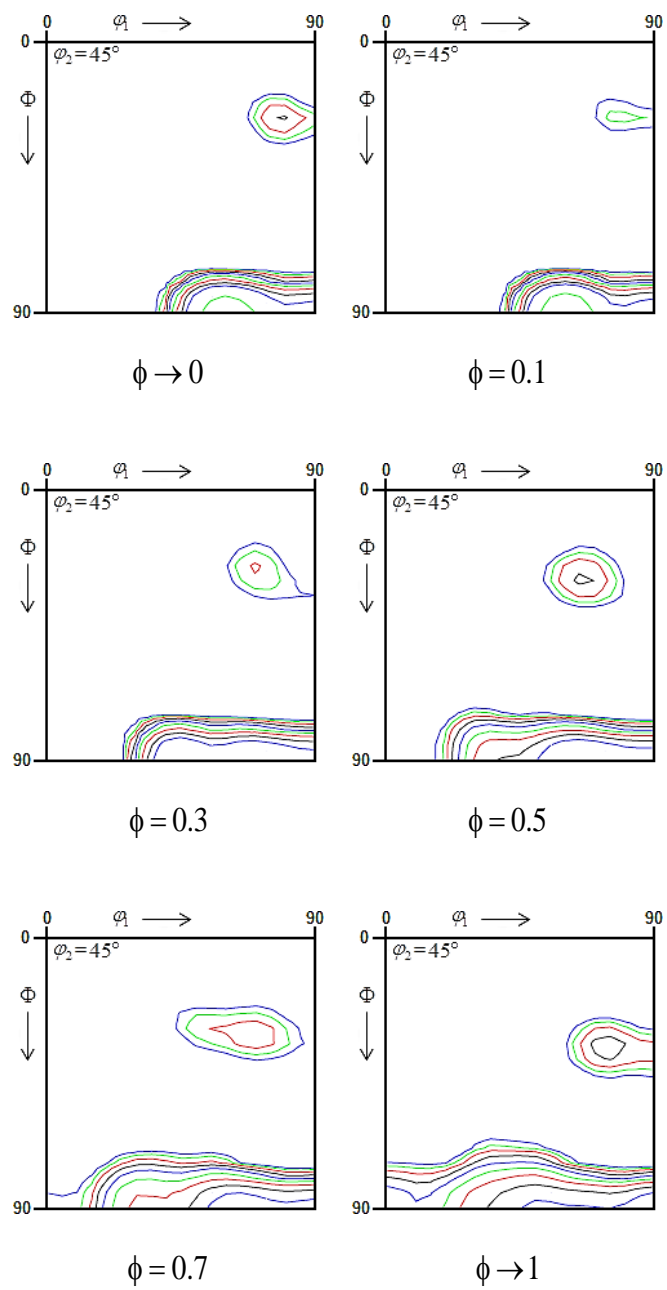 0 φ₁ 90
0
φ₂ = 45°
Φ
90
ϕ → 0
0 φ₁ 90
0
φ₂ = 45°
Φ
90
ϕ = 0.1
0 φ₁ 90
0
φ₂ = 45°
Φ
90
ϕ = 0.3
0 φ₁ 90
0
φ₂ = 45°
Φ
90
ϕ = 0.5
0 φ₁ 90
0
φ₂ = 45°
Φ
90
ϕ = 0.7
0 φ₁ 90
0
φ₂ = 45°
Φ
90
ϕ → 1